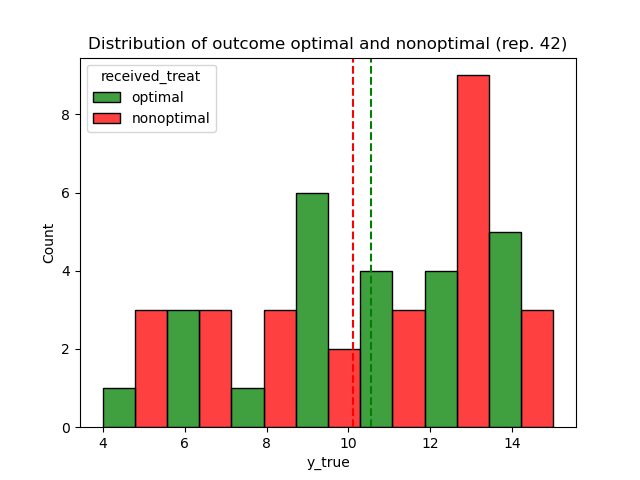 Distribution of outcome optimal and nonoptimal (rep. 42)
received_treat
optimal
nonoptimal
8
6
4
2
0
Count
4 6 8 10 12 14
y_true